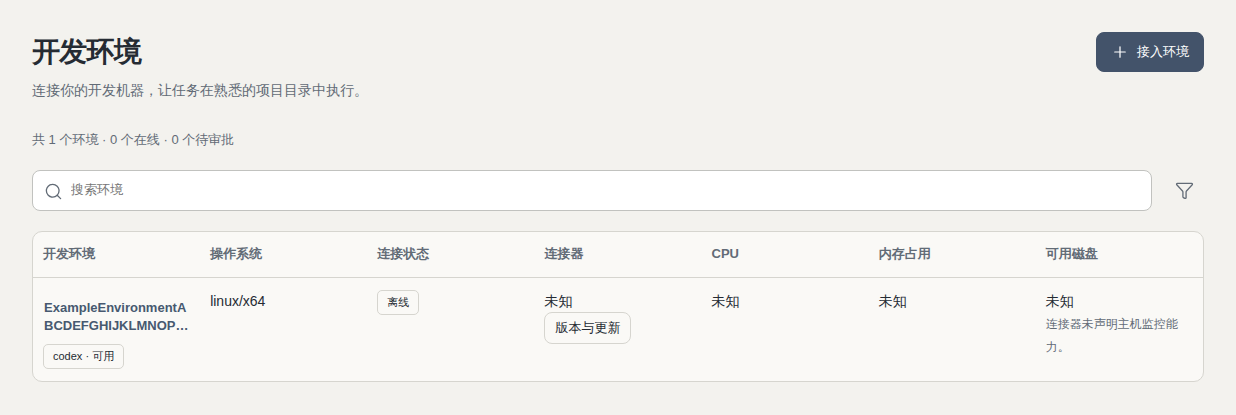 开发环境
接入环境
连接你的开发机器，让任务在熟悉的项目目录中执行。
共 1 个环境 · 0 个在线 · 0 个待审批
搜索环境
开发环境 操作系统 连接状态 连接器 CPU 内存占用 可用磁盘
ExampleEnvironmentA
BCDEFGHIJKLMNOP…
codex · 可用
linux/x64
离线
未知
版本与更新
未知
未知
未知
连接器未声明主机监控能
力。